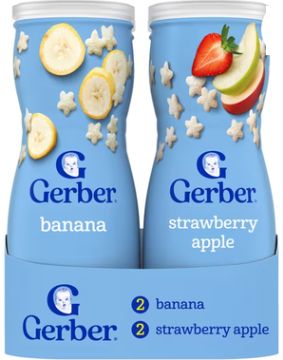 Gerber®
banana
Gerber®
strawberry
apple
Gerber®
2 banana
2 strawberry apple